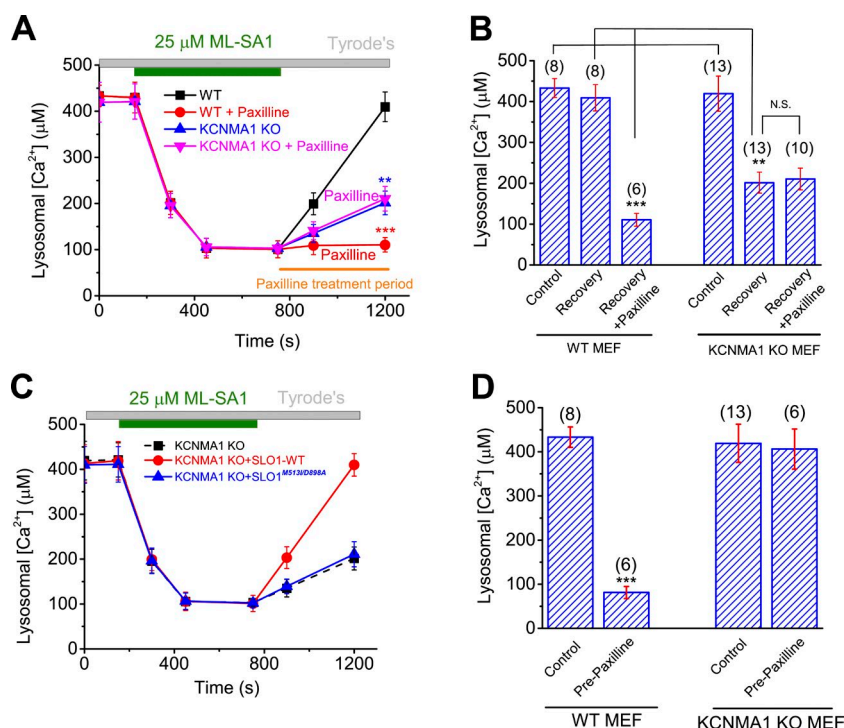 A
25 μM ML-SA1
Tyrode's
WT
WT + Paxilline
KCNMA1 KO
KCNMA1 KO + Paxilline
Paxilline
Paxilline
**
***
Paxilline treatment period
500
400
300
200
100
0
0
400
800
1200
Time (s)
Lysosomal [Ca²⁺] (μM)
B
(8)
(8)
(6)
***
(13)
(13)
**
(10)
N.S.
500
400
300
200
100
0
Lysosomal [Ca²⁺] (μM)
Control
Recovery
Recovery
+Paxilline
Control
Recovery
Recovery
+Paxilline
WT MEF
KCNMA1 KO MEF
C
25 μM ML-SA1
Tyrode's
KCNMA1 KO
KCNMA1 KO+SLO1-WT
KCNMA1 KO+SLO1ᴹ⁵¹³ᴵ/ᴰ⁸⁹⁸ᴬ
500
400
300
200
100
0
0
400
800
1200
Time (s)
Lysosomal [Ca²⁺] (μM)
D
(8)
(6)
***
(13)
(6)
500
400
300
200
100
0
Lysosomal [Ca²⁺] (μM)
Control
Pre-Paxilline
Control
Pre-Paxilline
WT MEF
KCNMA1 KO MEF